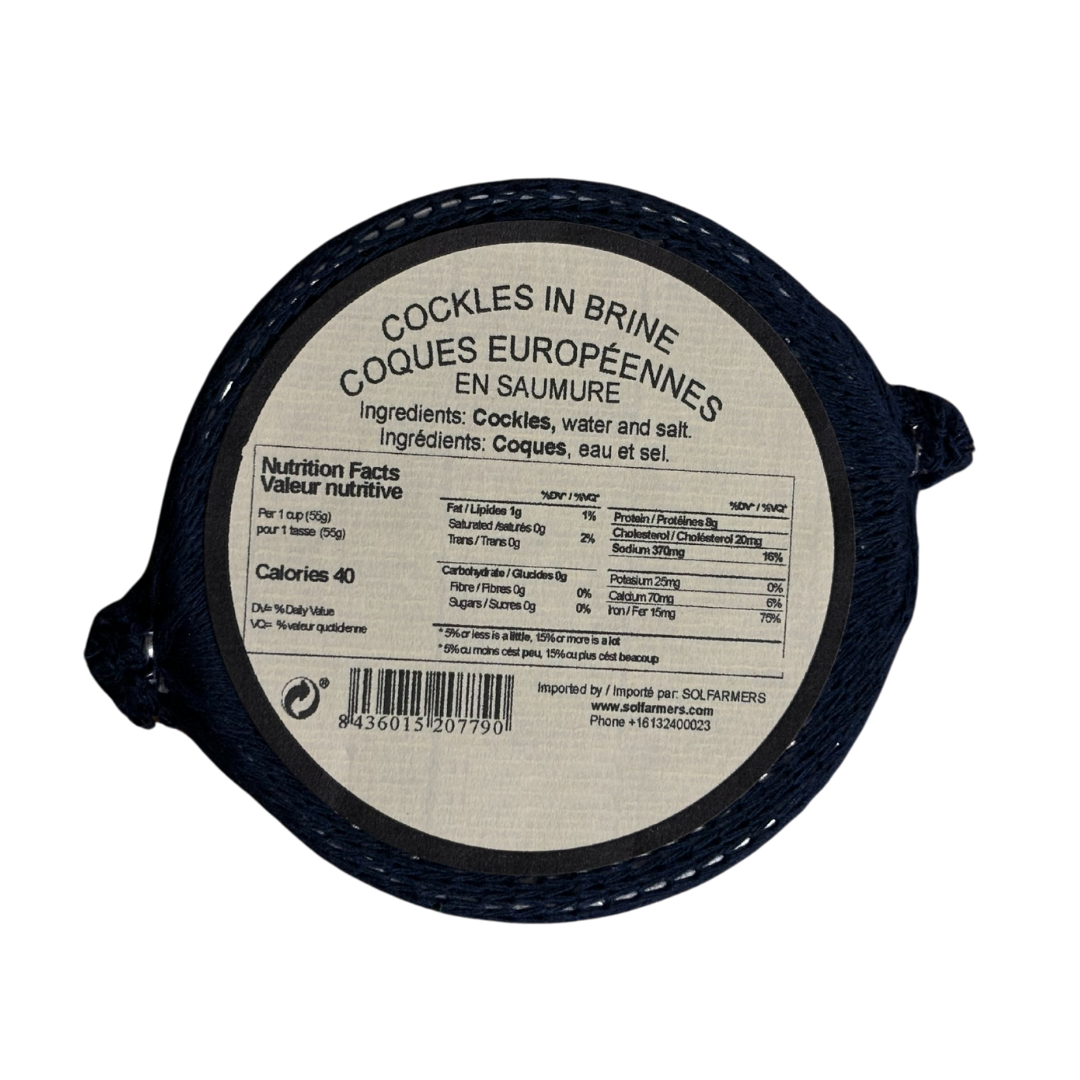 COCKLES IN BRINE
COQUES EUROPÉENNES
EN SAUMURE
Ingredients: Cockles, water and salt.
Ingrédients: Coques, eau et sel.
Nutrition Facts
Valeur nutritive
Per 1 cup (55g)
pour 1 tasse (55g)
Calories 40
DV= % Daily Value
VQ= % valeur quotidienne
%DV* / %VQ*
Fat / Lipides 1g 1%
Saturated /saturés 0g
Trans / Trans 0g 2%
Carbohydrate / Glucides 0g
Fibre / Fibres 0g 0%
Sugars / Sucres 0g 0%
%DV* / %VQ*
Protein / Protéines 8g
Cholesterol / Choléstérol 20mg
Sodium 370mg 16%
Potasium 25mg 0%
Calcium 70mg 6%
Iron / Fer 15mg 75%
* 5% or less is a little, 15% or more is a lot
* 5% ou moins cést peu, 15% ou plus cést beacoup
®
8 436015 207790
Imported by / Importé par: SOLFARMERS
www.solfarmers.com
Phone +16132400023